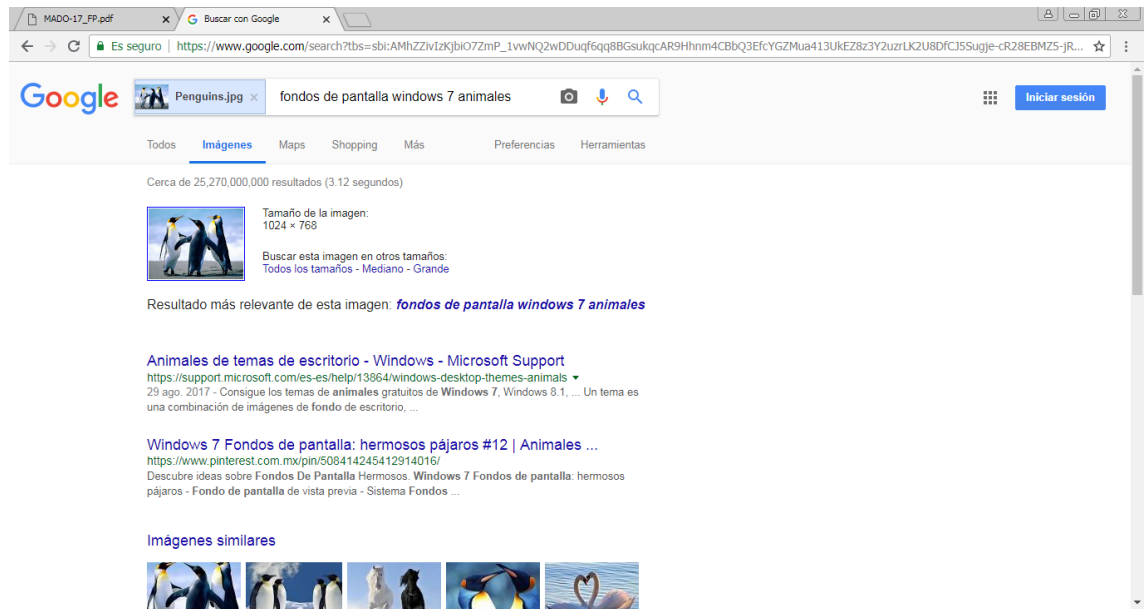 MADO-17_FP.pdf
Buscar con Google
Es seguro
https://www.google.com/search?tbs=sbi:AMhZZivIzKjbiO7ZmP_1vwNQ2wDDuqf6qq8BGsukqcAR9Hhnm4CBbQ3EfcYGZMua413UkEZ8z3Y2uzrLK2U8DfCJ5Sugje-cR28EBMZ5-jR...
Google
Penguins.jpg
fondos de pantalla windows 7 animales
Iniciar sesión
Todos Imágenes Maps Shopping Más Preferencias Herramientas
Cerca de 25,270,000,000 resultados (3.12 segundos)
Tamaño de la imagen:
1024 × 768
Buscar esta imagen en otros tamaños:
Todos los tamaños - Mediano - Grande
Resultado más relevante de esta imagen: fondos de pantalla windows 7 animales
Animales de temas de escritorio - Windows - Microsoft Support
https://support.microsoft.com/es-es/help/13864/windows-desktop-themes-animals
29 ago. 2017 - Consigue los temas de animales gratuitos de Windows 7, Windows 8.1, ... Un tema es
una combinación de imágenes de fondo de escritorio, ...
Windows 7 Fondos de pantalla: hermosos pájaros #12 | Animales ...
https://www.pinterest.com.mx/pin/508414245412914016/
Descubre ideas sobre Fondos De Pantalla Hermosos. Windows 7 Fondos de pantalla: hermosos
pájaros - Fondo de pantalla de vista previa - Sistema Fondos ...
Imágenes similares